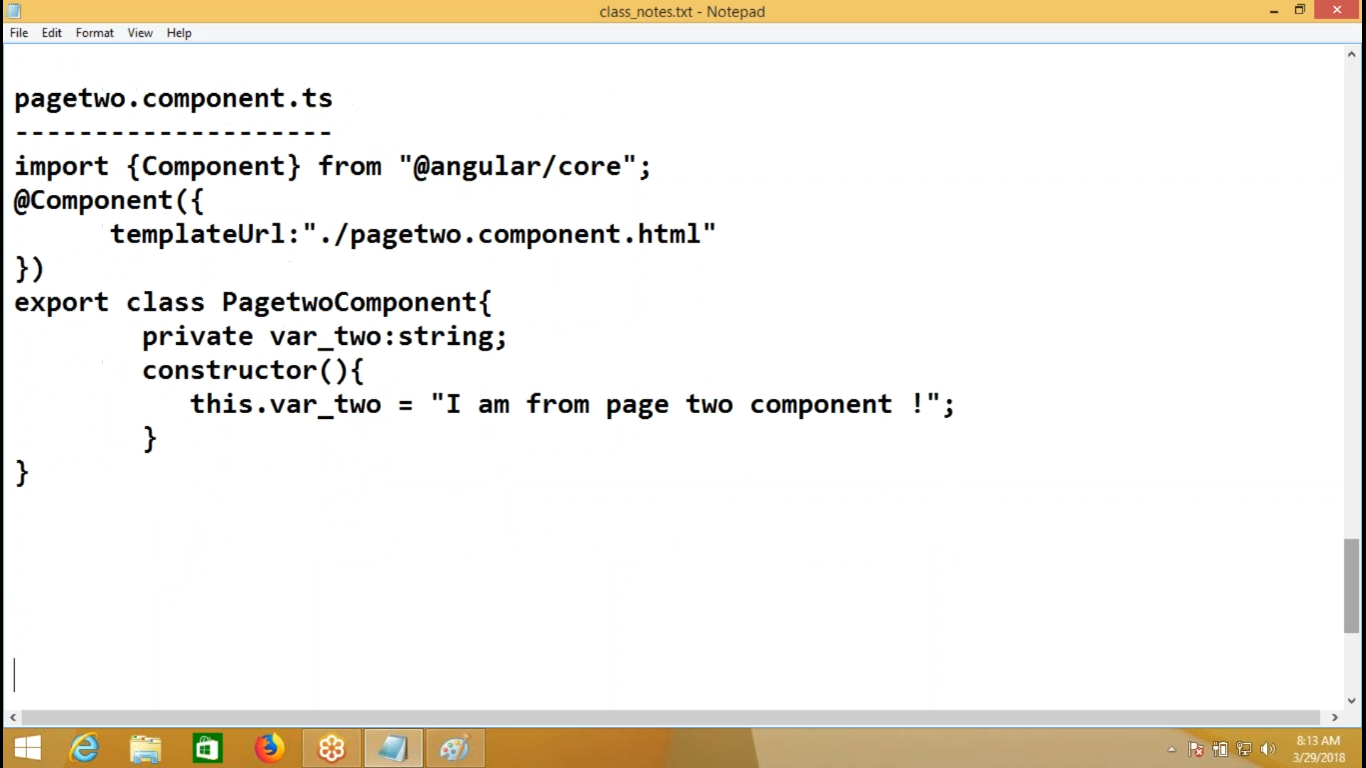 class_notes.txt - Notepad
File Edit Format View Help
pagetwo.component.ts
--------------------
import {Component} from "@angular/core";
@Component({
      templateUrl:"./pagetwo.component.html"
})
export class PagetwoComponent{
        private var_two:string;
        constructor(){
           this.var_two = "I am from page two component !";
        }
}
8:13 AM
3/29/2018